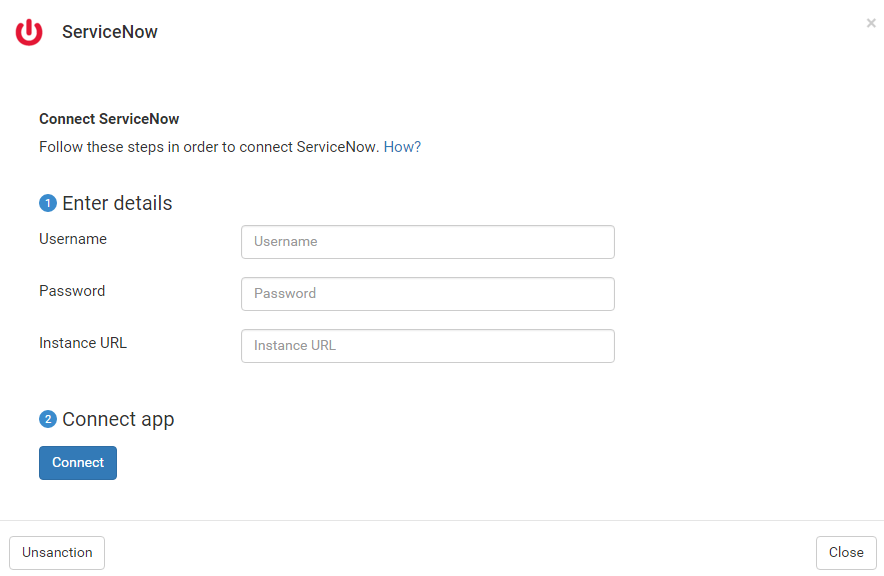 ServiceNow
×
Connect ServiceNow
Follow these steps in order to connect ServiceNow. How?
1 Enter details
Username
Username
Password
Password
Instance URL
Instance URL
2 Connect app
Connect
Unsanction
Close